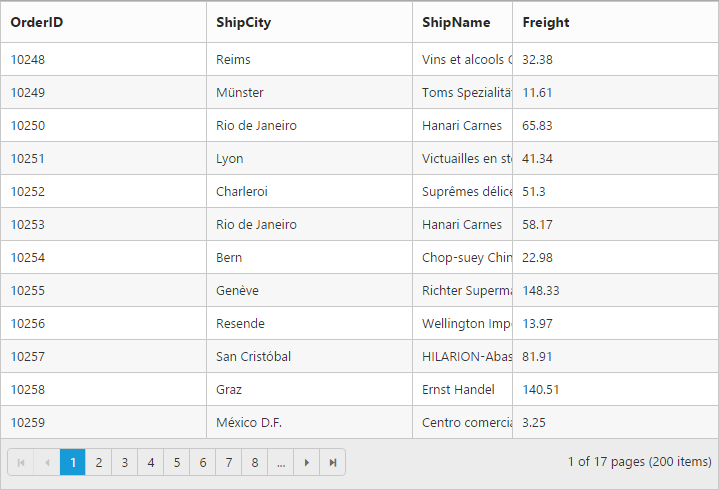 OrderID ShipCity ShipName Freight
10248 Reims Vins et alcools 32.38
10249 Münster Toms Spezialitä 11.61
10250 Rio de Janeiro Hanari Carnes 65.83
10251 Lyon Victuailles en sto 41.34
10252 Charleroi Suprêmes délice 51.3
10253 Rio de Janeiro Hanari Carnes 58.17
10254 Bern Chop-suey Chin 22.98
10255 Genève Richter Superma 148.33
10256 Resende Wellington Imp 13.97
10257 San Cristóbal HILARION-Abas 81.91
10258 Graz Ernst Handel 140.51
10259 México D.F. Centro comercia 3.25
1 2 3 4 5 6 7 8 ... 1 of 17 pages (200 items)